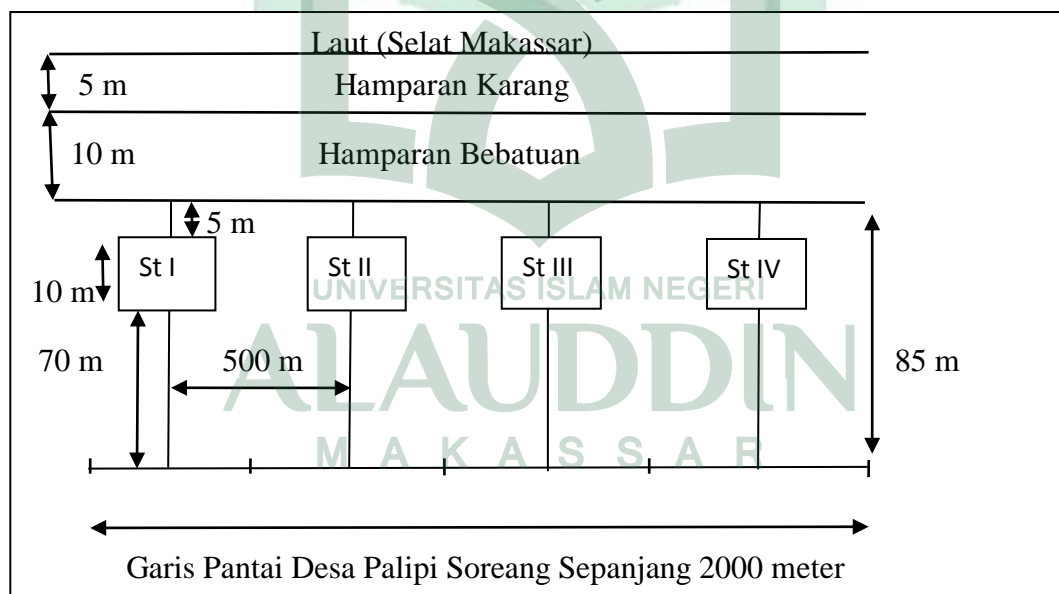 Laut (Selat Makassar)
5 m
Hamparan Karang
10 m
Hamparan Bebatuan
5 m
St I
St II
St III
St IV
10 m
UNIVERSITAS ISLAM NEGERI
70 m
500 m
85 m
ALAUDDIN
MAKASSAR
Garis Pantai Desa Palipi Soreang Sepanjang 2000 meter